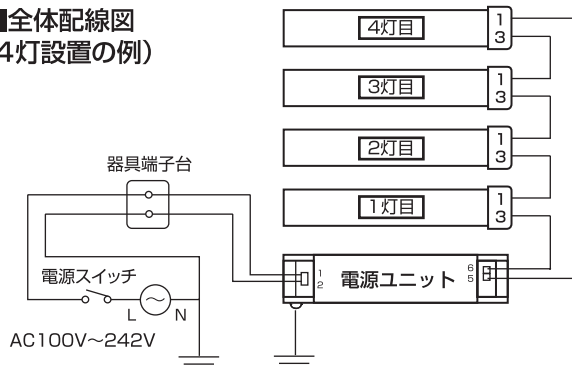 ■全体配線図
4灯設置の例）
4灯目
1
3
3灯目
1
3
2灯目
1
3
1灯目
1
3
器具端子台
電源スイッチ
L
N
AC100V〜242V
1
2
電源ユニット
6
5